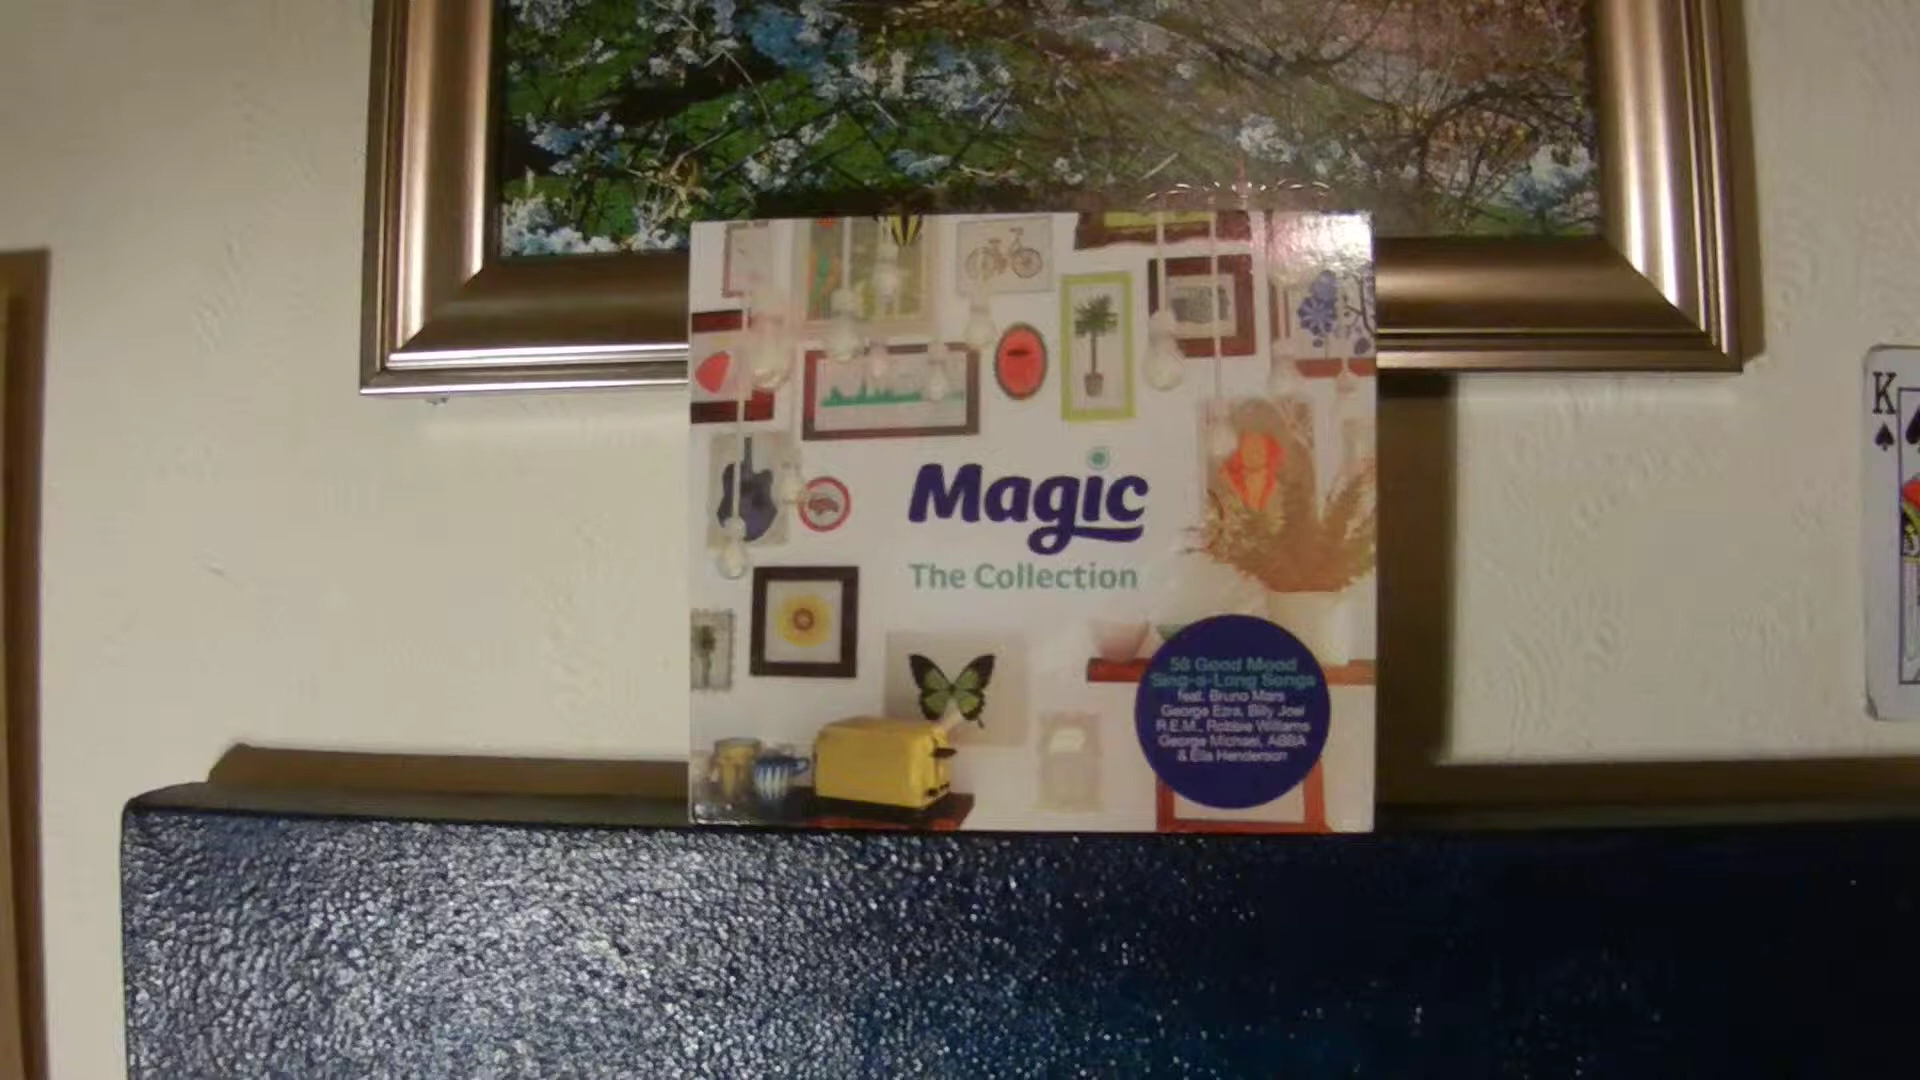 Magic
The Collection
58 Good Mood
Sing-a-Long Songs
feat. Bruno Mars
George Ezra, Billy Joel
R.E.M., Robbie Williams
George Michael, ABBA
& Ella Henderson
K